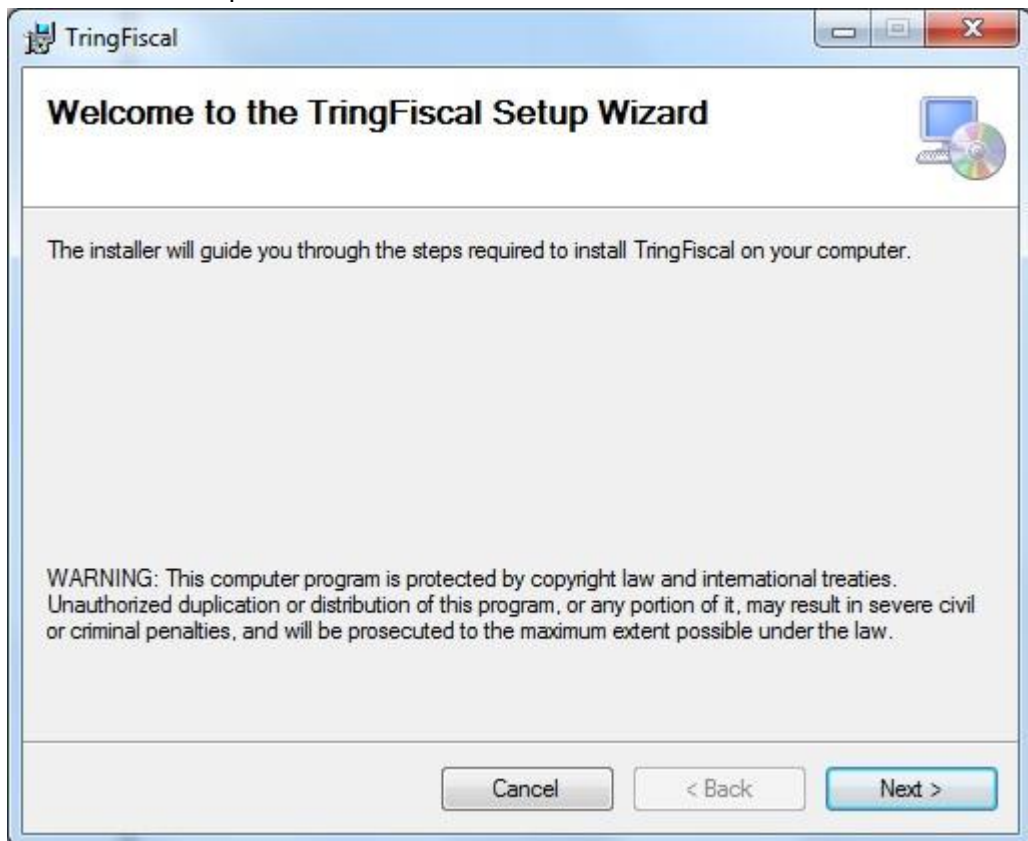 TringFiscal
Welcome to the TringFiscal Setup Wizard
The installer will guide you through the steps required to install TringFiscal on your computer.
WARNING: This computer program is protected by copyright law and international treaties.
Unauthorized duplication or distribution of this program, or any portion of it, may result in severe civil
or criminal penalties, and will be prosecuted to the maximum extent possible under the law.
Cancel
< Back
Next >